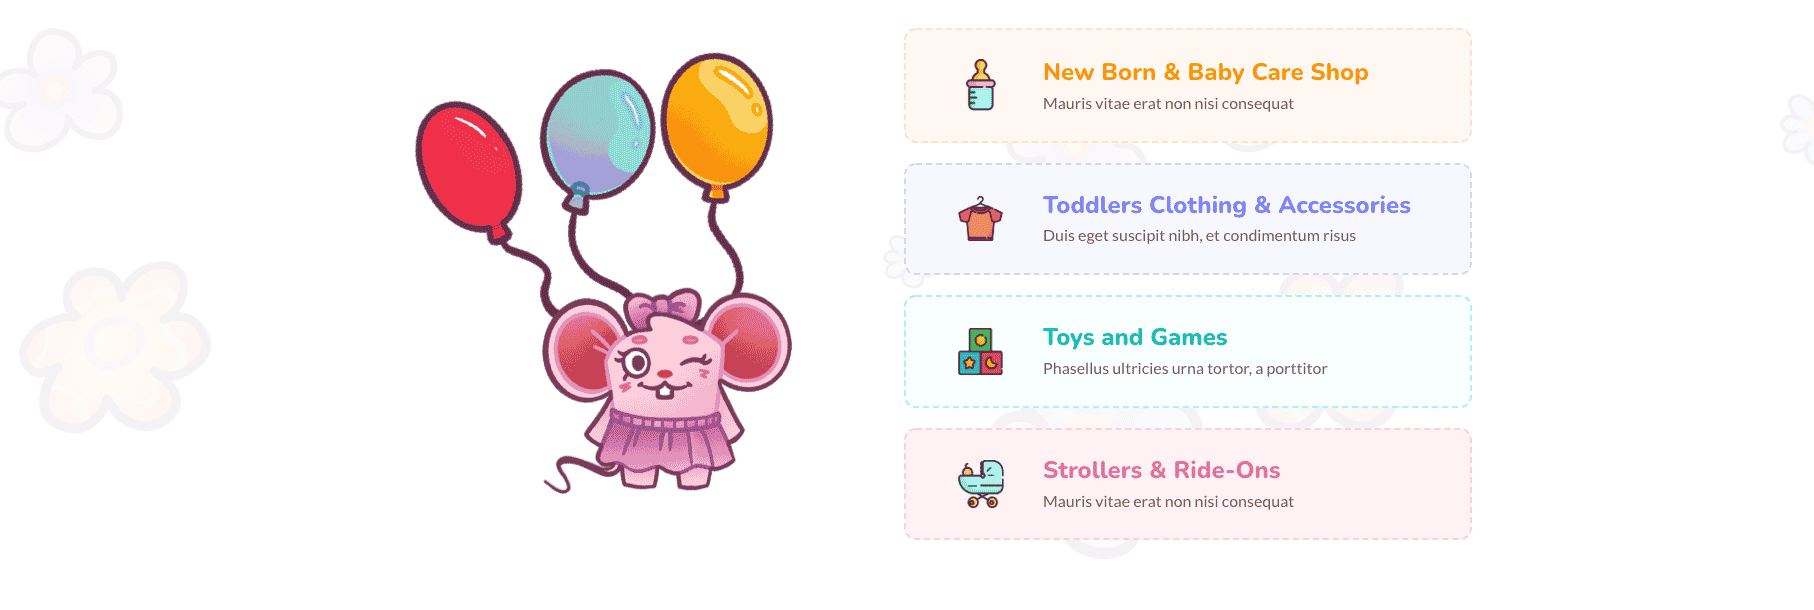 New Born & Baby Care Shop
Mauris vitae erat non nisi consequat
Toddlers Clothing & Accessories
Duis eget suscipit nibh, et condimentum risus
Toys and Games
Phasellus ultricies urna tortor, a porttitor
Strollers & Ride-Ons
Mauris vitae erat non nisi consequat